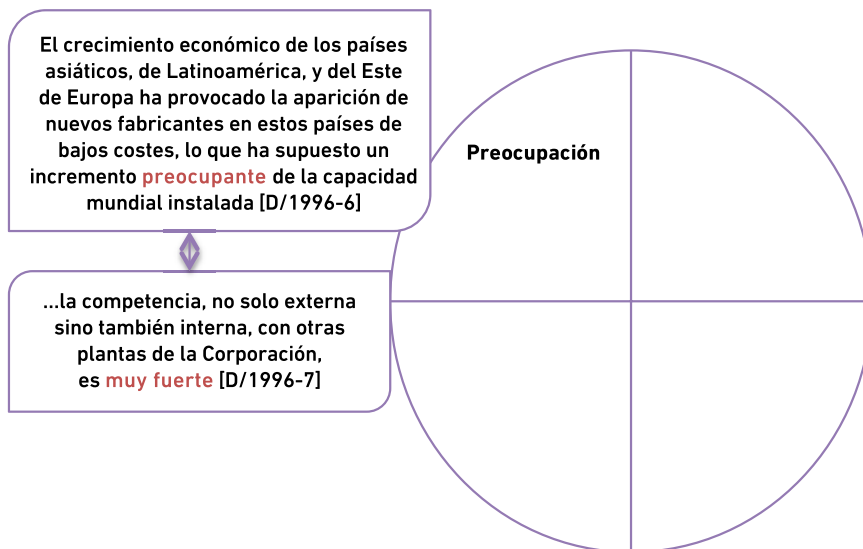 El crecimiento económico de los países
asiáticos, de Latinoamérica, y del Este
de Europa ha provocado la aparición de
nuevos fabricantes en estos países de
bajos costes, lo que ha supuesto un
incremento preocupante de la capacidad
mundial instalada [D/1996-6]
Preocupación
...la competencia, no solo externa
sino también interna, con otras
plantas de la Corporación,
es muy fuerte [D/1996-7]